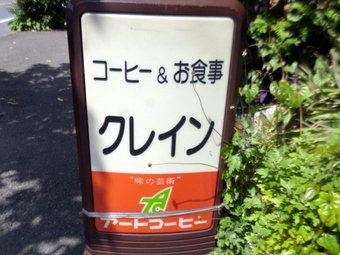 コーヒー & お食事
クレイン
"味の芸術"
アートコーヒー